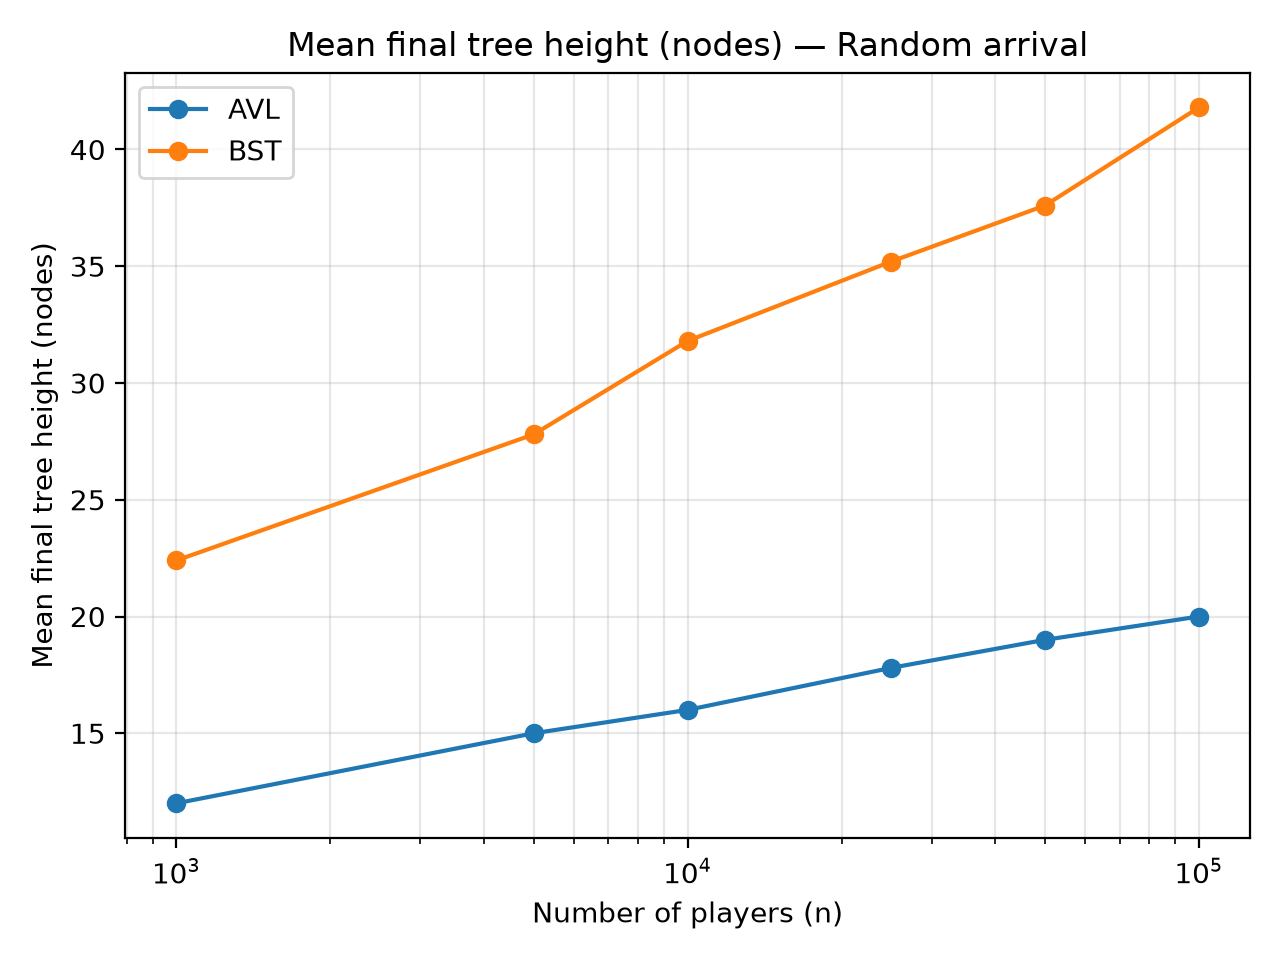 Mean final tree height (nodes) — Random arrival
AVL
BST
Mean final tree height (nodes)
40
35
30
25
20
15
10³
10⁴
10⁵
Number of players (n)